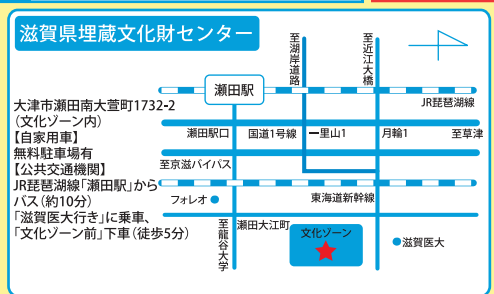 滋賀県埋蔵文化財センター
大津市瀬田南大萱町1732-2
(文化ゾーン内)
【自家用車】
無料駐車場有
【公共交通機関】
JR琵琶湖線「瀬田駅」から
バス(約10分)
「滋賀医大行き」に乗車、
「文化ゾーン前」下車(徒歩5分)
至湖岸道路
至近江大橋
瀬田駅
JR琵琶湖線
瀬田駅口
国道1号線
一里山1
月輪1
至草津
至京滋バイパス
東海道新幹線
フォレオ
至龍谷大学
瀬田大江町
文化ゾーン
滋賀医大